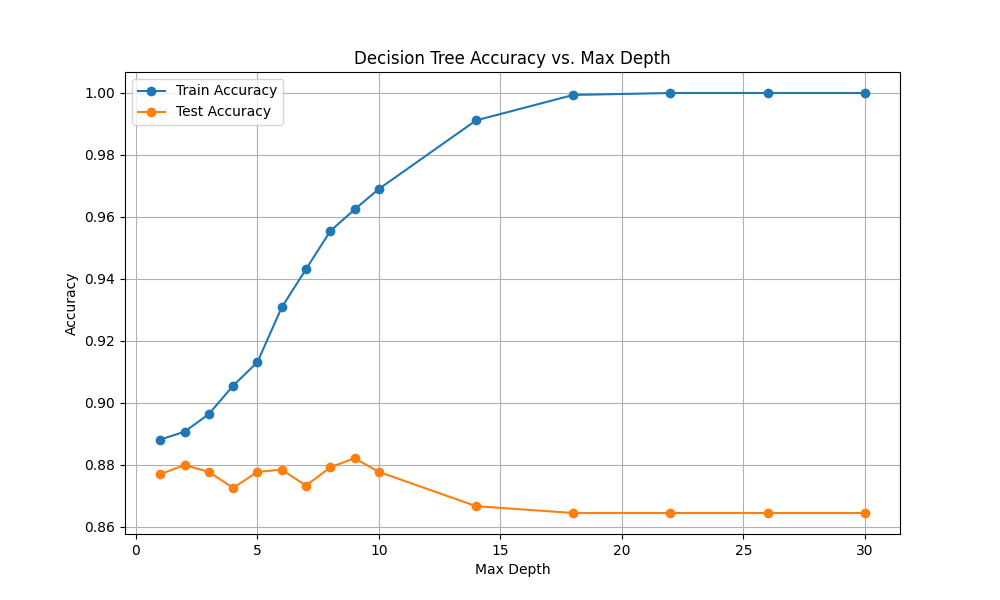 Decision Tree Accuracy vs. Max Depth
Train Accuracy
Test Accuracy
Accuracy
1.00
0.98
0.96
0.94
0.92
0.90
0.88
0.86
0 5 10 15 20 25 30
Max Depth